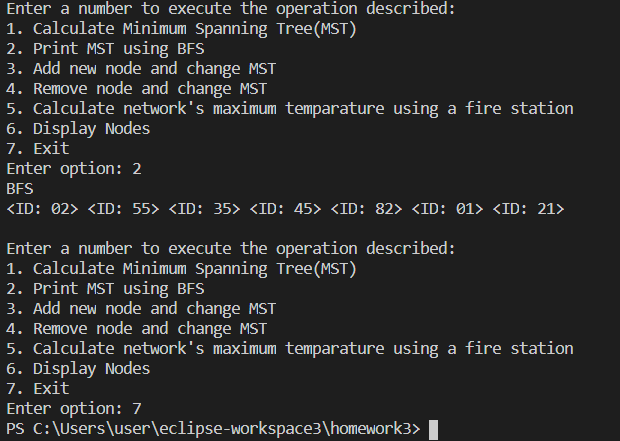 Enter a number to execute the operation described:
1. Calculate Minimum Spanning Tree(MST)
2. Print MST using BFS
3. Add new node and change MST
4. Remove node and change MST
5. Calculate network's maximum temparature using a fire station
6. Display Nodes
7. Exit
Enter option: 2
BFS
<ID: 02> <ID: 55> <ID: 35> <ID: 45> <ID: 82> <ID: 01> <ID: 21>
Enter a number to execute the operation described:
1. Calculate Minimum Spanning Tree(MST)
2. Print MST using BFS
3. Add new node and change MST
4. Remove node and change MST
5. Calculate network's maximum temparature using a fire station
6. Display Nodes
7. Exit
Enter option: 7
PS C:\Users\user\eclipse-workspace3\homework3>